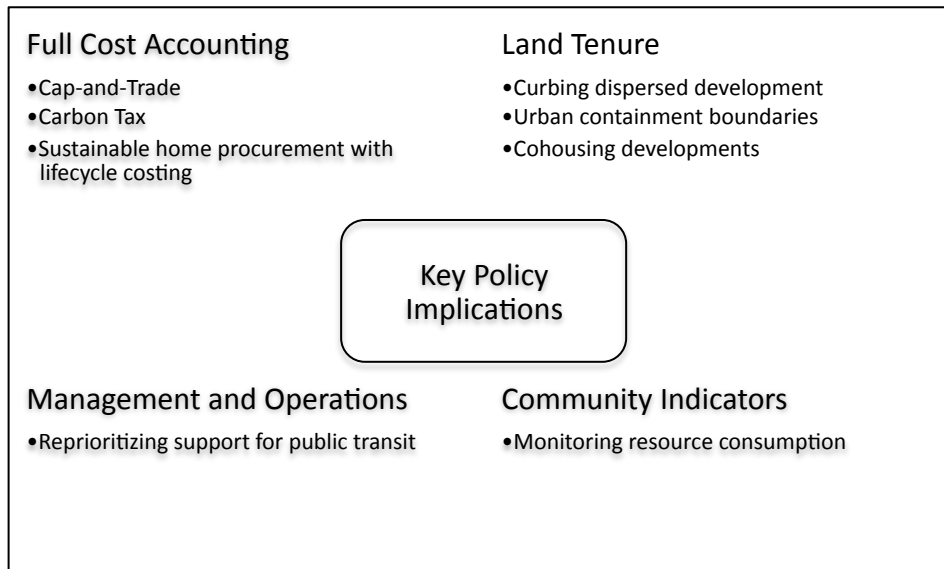 Full Cost Accounting
•Cap-and-Trade
•Carbon Tax
•Sustainable home procurement with
lifecycle costing
Land Tenure
•Curbing dispersed development
•Urban containment boundaries
•Cohousing developments
Key Policy
Implications
Management and Operations
•Reprioritizing support for public transit
Community Indicators
•Monitoring resource consumption